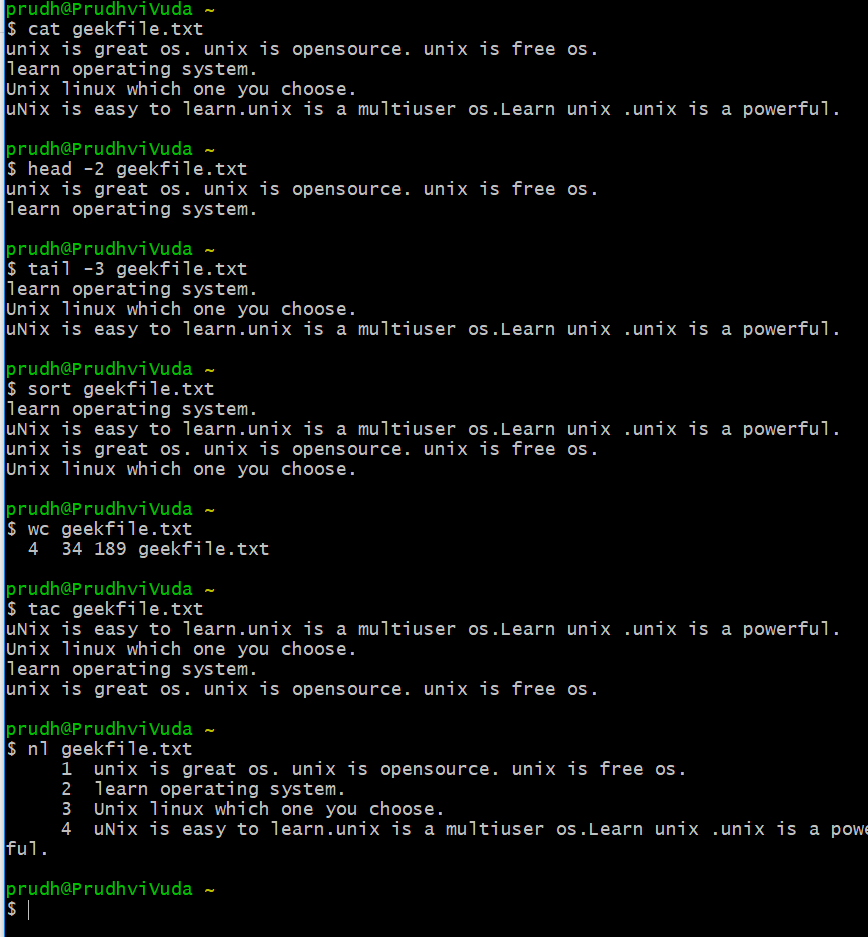 prudh@PrudhviVuda ~
$ cat geekfile.txt
unix is great os. unix is opensource. unix is free os.
learn operating system.
Unix linux which one you choose.
uNix is easy to learn.unix is a multiuser os.Learn unix .unix is a powerful.
prudh@PrudhviVuda ~
$ head -2 geekfile.txt
unix is great os. unix is opensource. unix is free os.
learn operating system.
prudh@PrudhviVuda ~
$ tail -3 geekfile.txt
learn operating system.
Unix linux which one you choose.
uNix is easy to learn.unix is a multiuser os.Learn unix .unix is a powerful.
prudh@PrudhviVuda ~
$ sort geekfile.txt
learn operating system.
uNix is easy to learn.unix is a multiuser os.Learn unix .unix is a powerful.
unix is great os. unix is opensource. unix is free os.
Unix linux which one you choose.
prudh@PrudhviVuda ~
$ wc geekfile.txt
  4  34 189 geekfile.txt
prudh@PrudhviVuda ~
$ tac geekfile.txt
uNix is easy to learn.unix is a multiuser os.Learn unix .unix is a powerful.
Unix linux which one you choose.
learn operating system.
unix is great os. unix is opensource. unix is free os.
prudh@PrudhviVuda ~
$ nl geekfile.txt
     1  unix is great os. unix is opensource. unix is free os.
     2  learn operating system.
     3  Unix linux which one you choose.
     4  uNix is easy to learn.unix is a multiuser os.Learn unix .unix is a powe
ful.
prudh@PrudhviVuda ~
$